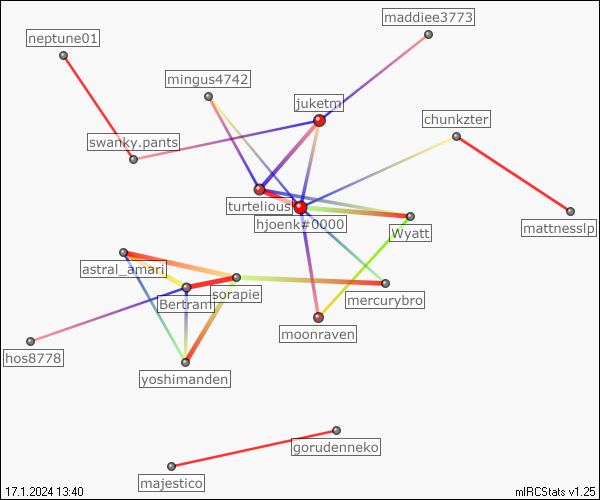 maddiee3773
neptune01
mingus4742
juketm
chunkzter
swanky.pants
turtelious
hjoenk#0000
Wyatt
mattnesslp
astral_amari
sorapie
Bertram
mercurybro
moonraven
hos8778
yoshimanden
gorudenneko
majestico
17.1.2024 13:40
mIRCStats v1.25